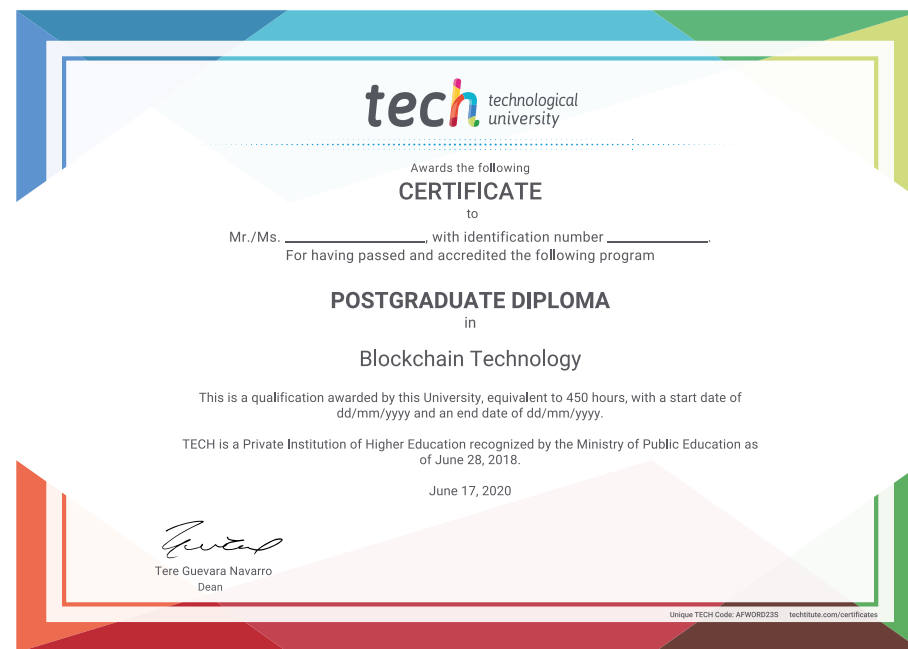 tech technological
university
Awards the following
CERTIFICATE
to
Mr./Ms. ____________________, with identification number ______________.
For having passed and accredited the following program
POSTGRADUATE DIPLOMA
in
Blockchain Technology
This is a qualification awarded by this University, equivalent to 450 hours, with a start date of
dd/mm/yyyy and an end date of dd/mm/yyyy.
TECH is a Private Institution of Higher Education recognized by the Ministry of Public Education as
of June 28, 2018.
June 17, 2020
Tere Guevara Navarro
Dean
Unique TECH Code: AFWORD23S techtitute.com/certificates